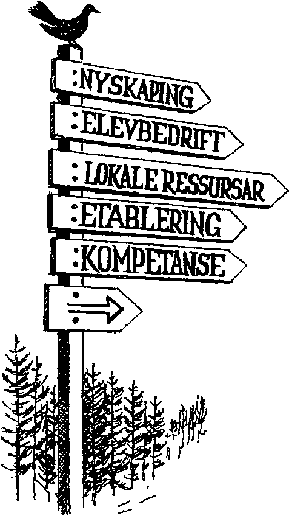 NYSKAPING
ELEVBEDRIFT
LOKALE RESSURSAR
ETABLERING
KOMPETANSE